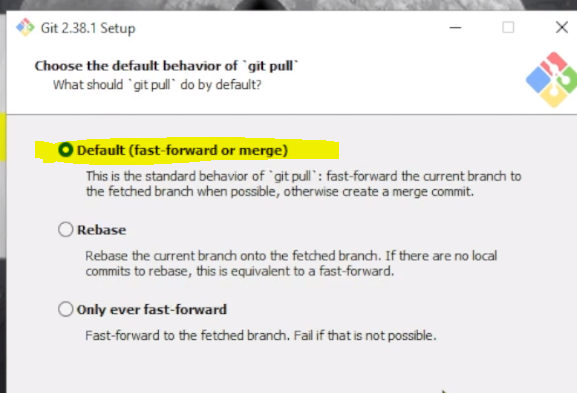 Git 2.38.1 Setup
Choose the default behavior of `git pull`
What should `git pull` do by default?
Default (fast-forward or merge)
This is the standard behavior of `git pull`: fast-forward the current branch to
the fetched branch when possible, otherwise create a merge commit.
Rebase
Rebase the current branch onto the fetched branch. If there are no local
commits to rebase, this is equivalent to a fast-forward.
Only ever fast-forward
Fast-forward to the fetched branch. Fail if that is not possible.